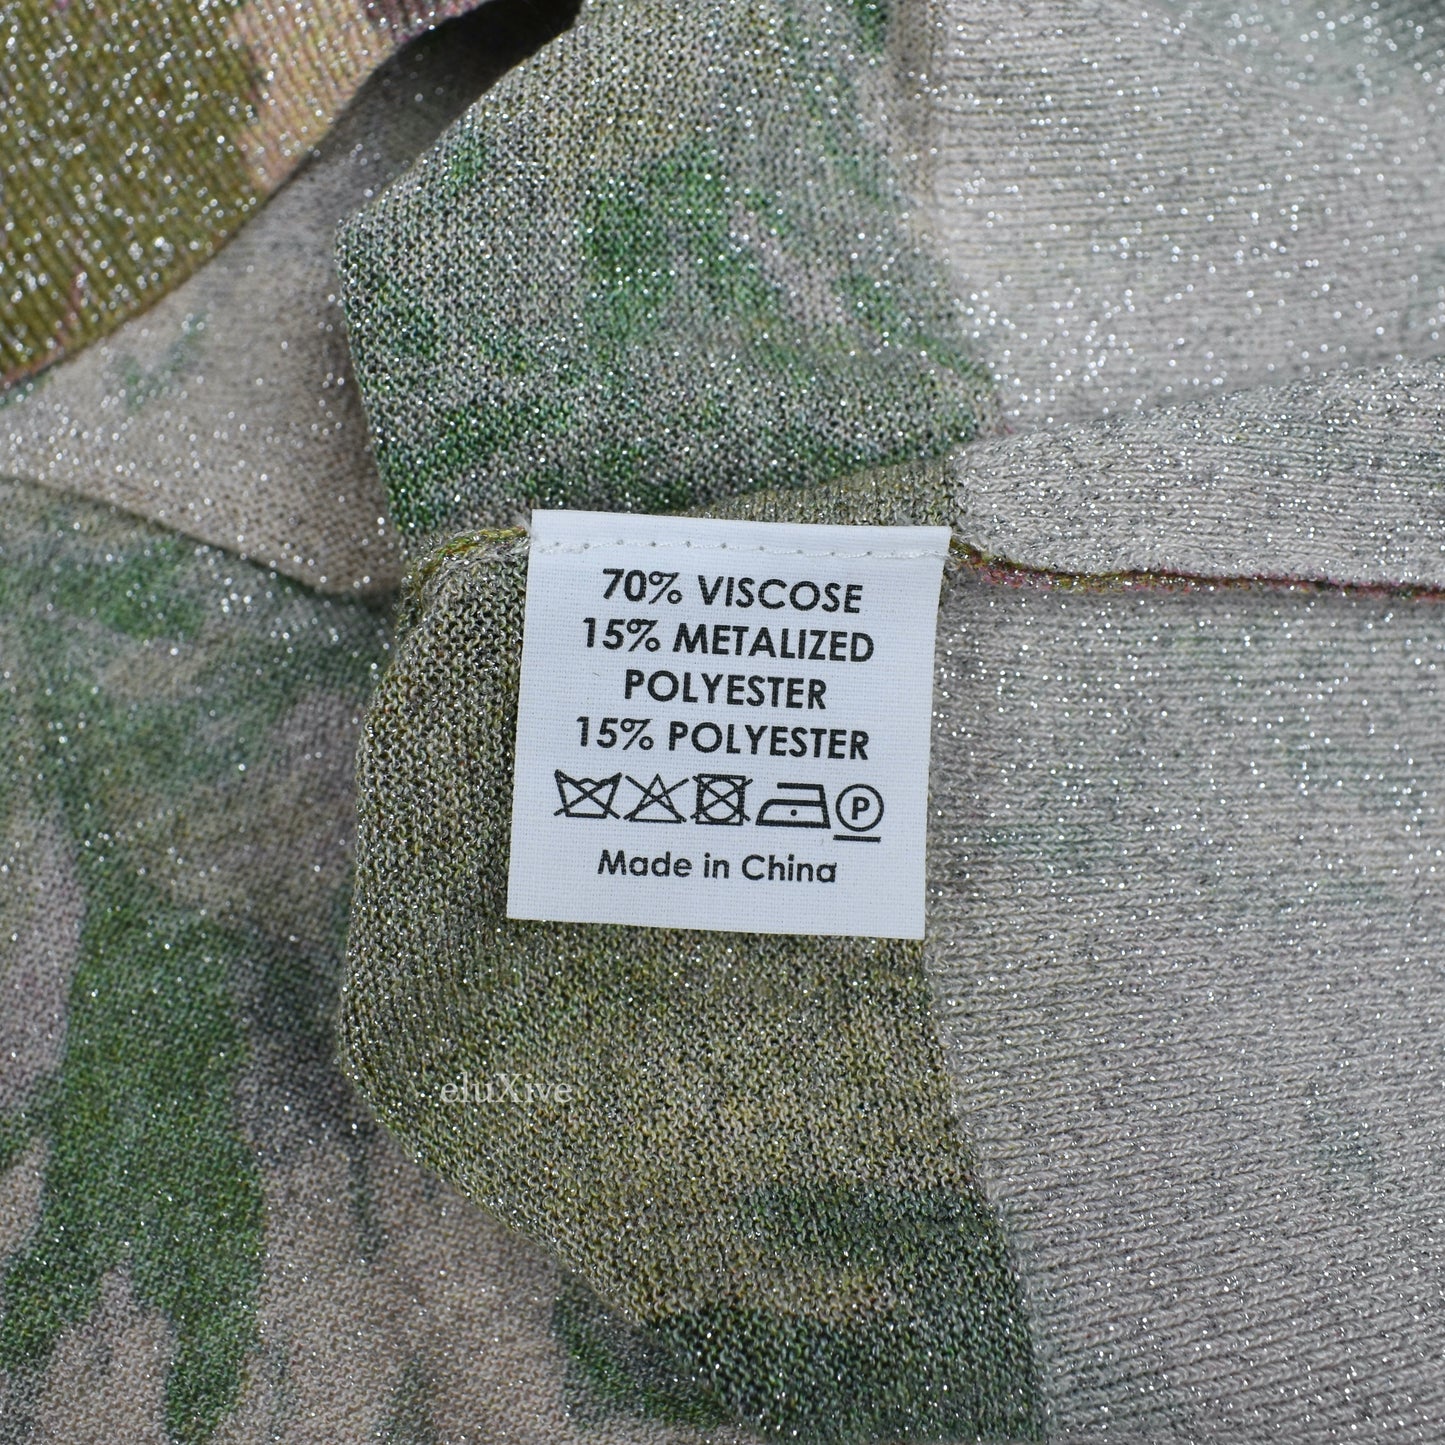 70% VISCOSE
15% METALIZED
POLYESTER
15% POLYESTER
P
Made in China
eluXive